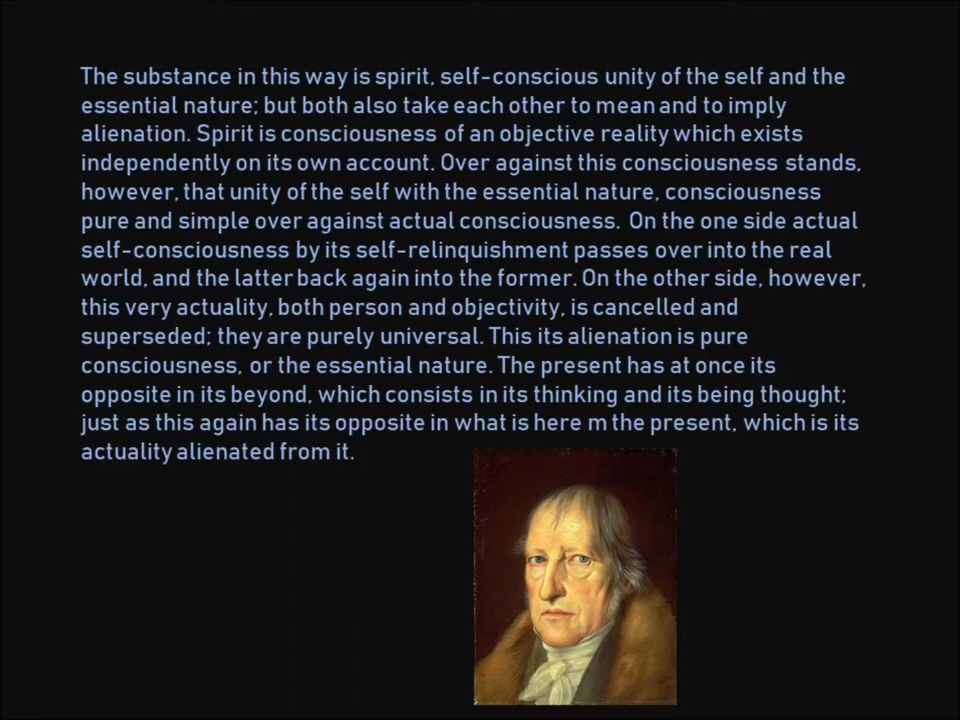 The substance in this way is spirit, self-conscious unity of the self and the
essential nature; but both also take each other to mean and to imply
alienation. Spirit is consciousness of an objective reality which exists
independently on its own account. Over against this consciousness stands,
however, that unity of the self with the essential nature, consciousness
pure and simple over against actual consciousness. On the one side actual
self-consciousness by its self-relinquishment passes over into the real
world, and the latter back again into the former. On the other side, however,
this very actuality, both person and objectivity, is cancelled and
superseded; they are purely universal. This its alienation is pure
consciousness, or the essential nature. The present has at once its
opposite in its beyond, which consists in its thinking and its being thought;
just as this again has its opposite in what is here m the present, which is its
actuality alienated from it.